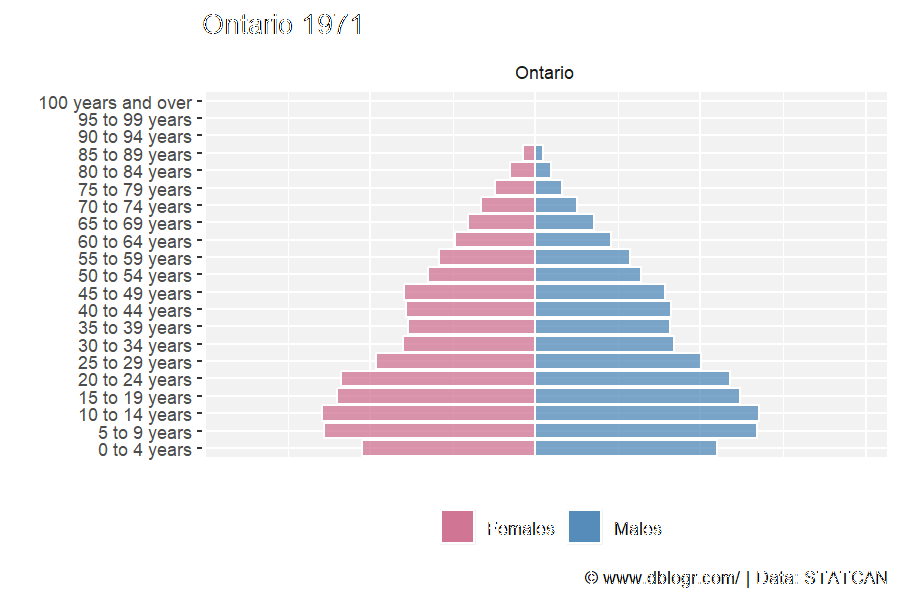 Ontario 1971
Ontario
100 years and over
95 to 99 years
90 to 94 years
85 to 89 years
80 to 84 years
75 to 79 years
70 to 74 years
65 to 69 years
60 to 64 years
55 to 59 years
50 to 54 years
45 to 49 years
40 to 44 years
35 to 39 years
30 to 34 years
25 to 29 years
20 to 24 years
15 to 19 years
10 to 14 years
5 to 9 years
0 to 4 years
Females Males
© www.dblogr.com/ | Data: STATCAN